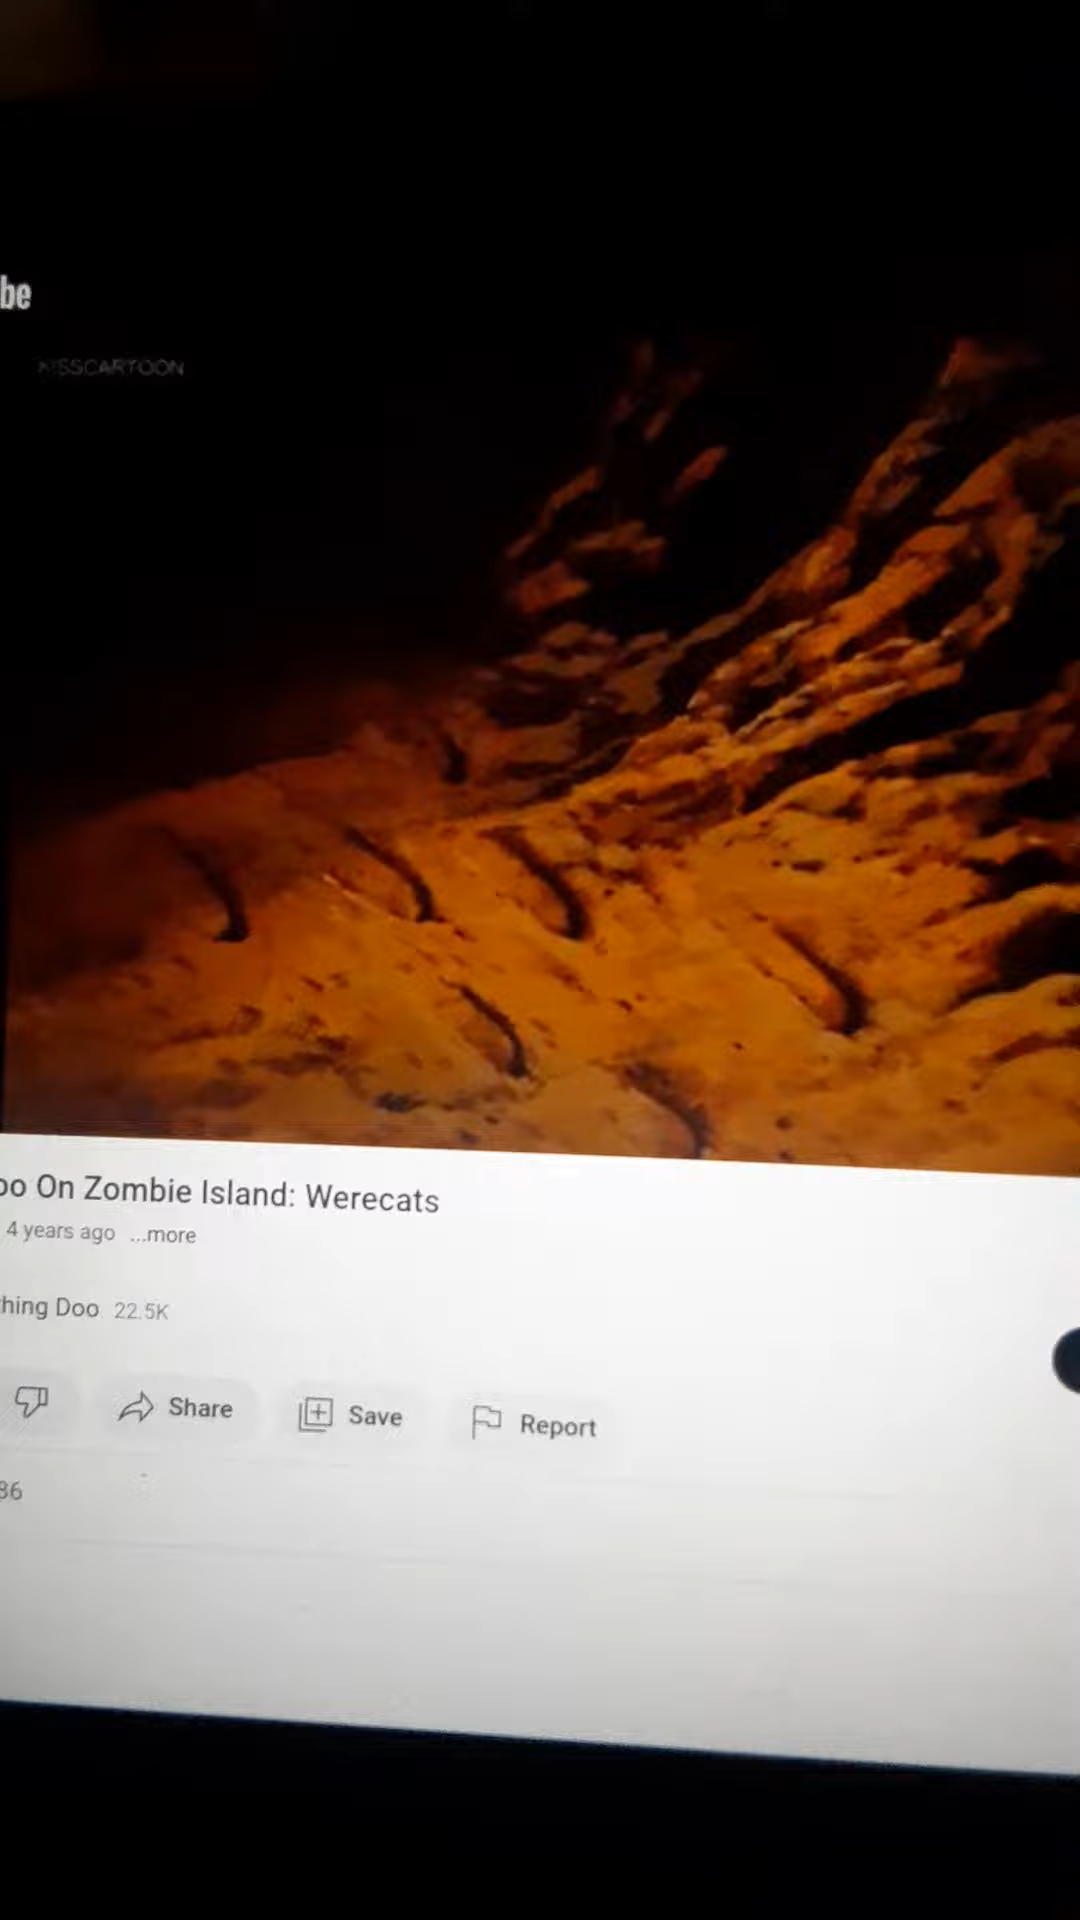 be
KISSCARTOON
oo On Zombie Island: Werecats
4 years ago ...more
hing Doo 22.5K
Share Save Report
36